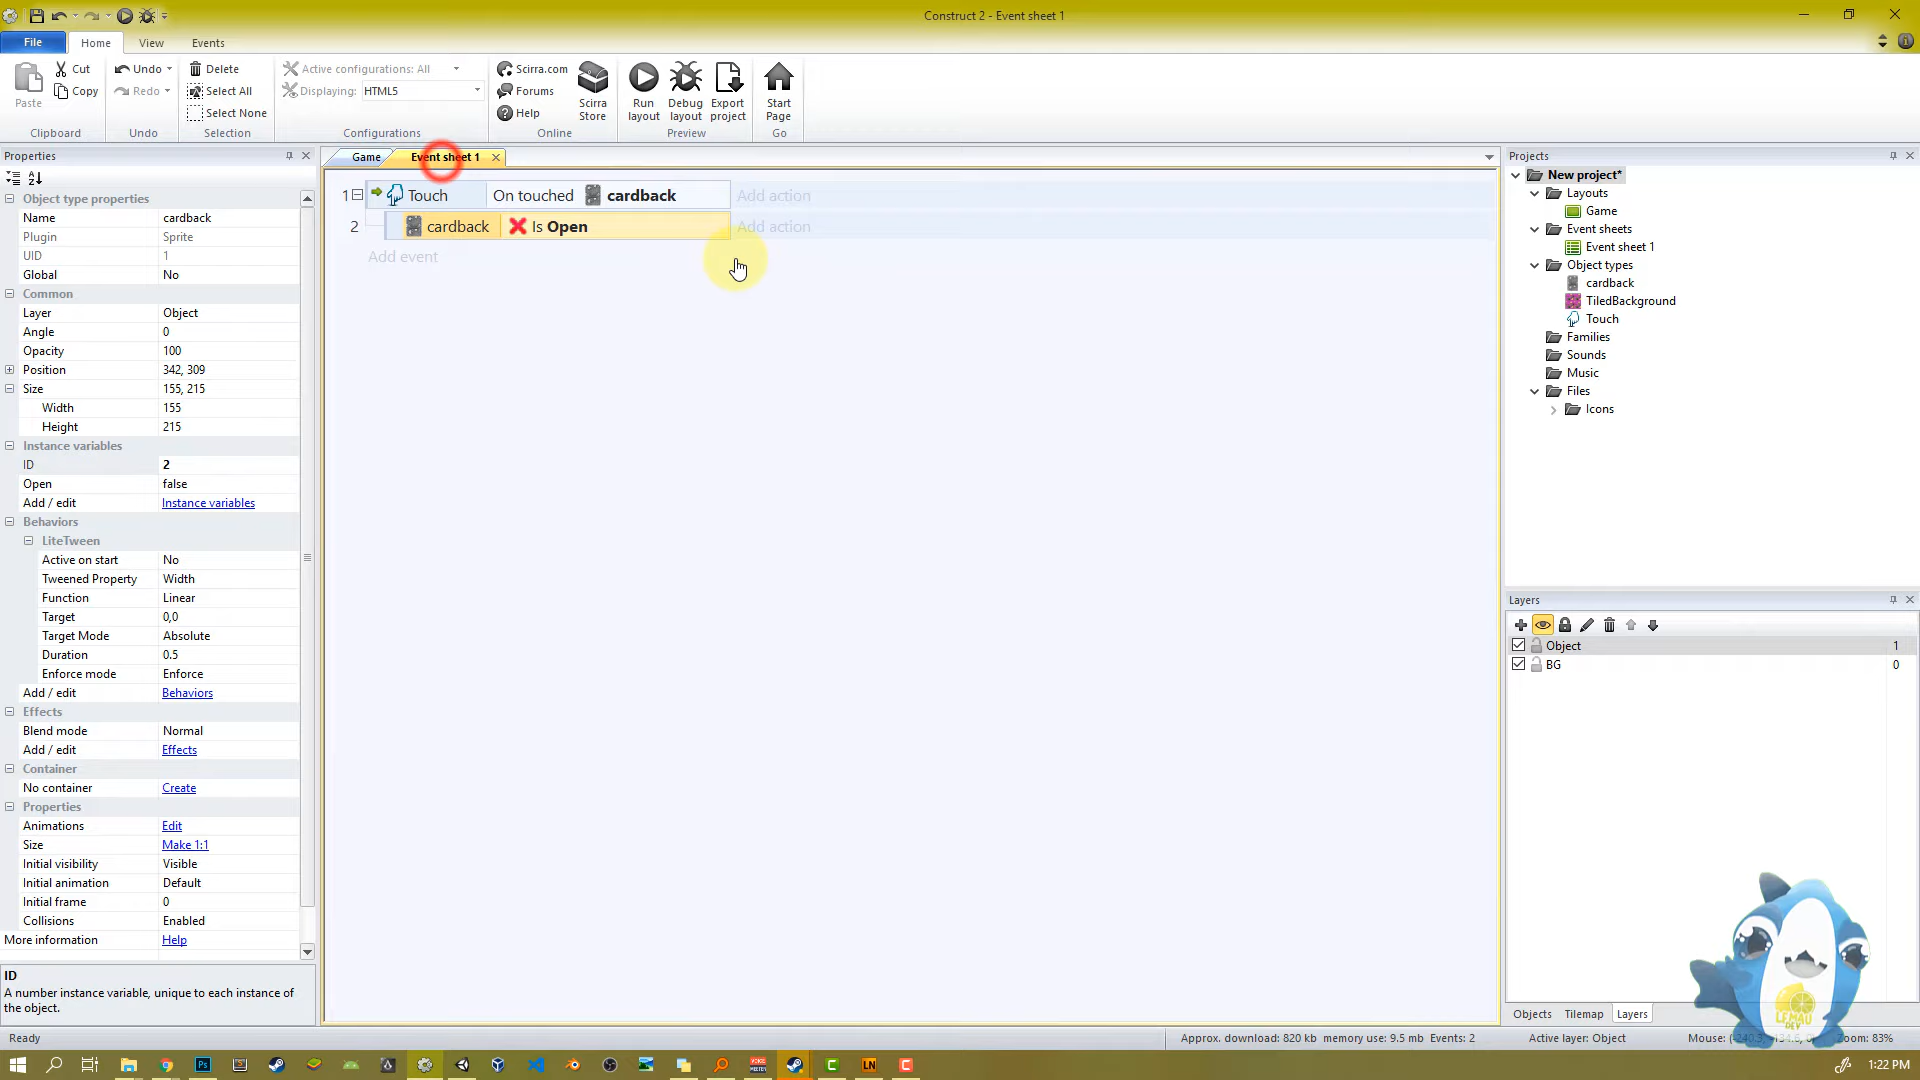 Construct 2 - Event sheet 1
File
Home
View
Events
Paste
Cut
Copy
Clipboard
Undo
Redo
Undo
Delete
Select All
Select None
Selection
Active configurations: All
Displaying: HTML5
Configurations
Scirra.com
Forums
Help
Scirra Store
Online
Run layout
Debug layout
Export project
Preview
Start Page
Go
Properties
Object type properties
Name cardback
Plugin Sprite
UID 1
Global No
Common
Layer Object
Angle 0
Opacity 100
Position 342, 309
Size 155, 215
Width 155
Height 215
Instance variables
ID 2
Open false
Add / edit Instance variables
Behaviors
LiteTween
Active on start No
Tweened Property Width
Function Linear
Target 0,0
Target Mode Absolute
Duration 0.5
Enforce mode Enforce
Add / edit Behaviors
Effects
Blend mode Normal
Add / edit Effects
Container
No container Create
Properties
Animations Edit
Size Make 1:1
Initial visibility Visible
Initial animation Default
Initial frame 0
Collisions Enabled
More information Help
ID
A number instance variable, unique to each instance of
the object.
Game
Event sheet 1
1 Touch On touched cardback Add action
2 cardback Is Open Add action
Add event
Projects
New project*
Layouts
Game
Event sheets
Event sheet 1
Object types
cardback
TiledBackground
Touch
Families
Sounds
Music
Files
Icons
Layers
Object 1
BG 0
Objects Tilemap Layers
LEMAU
DEV
Ready
Approx. download: 820 kb memory use: 9.5 mb Events: 2
Active layer: Object
Mouse:
Zoom: 83%
1:22 PM